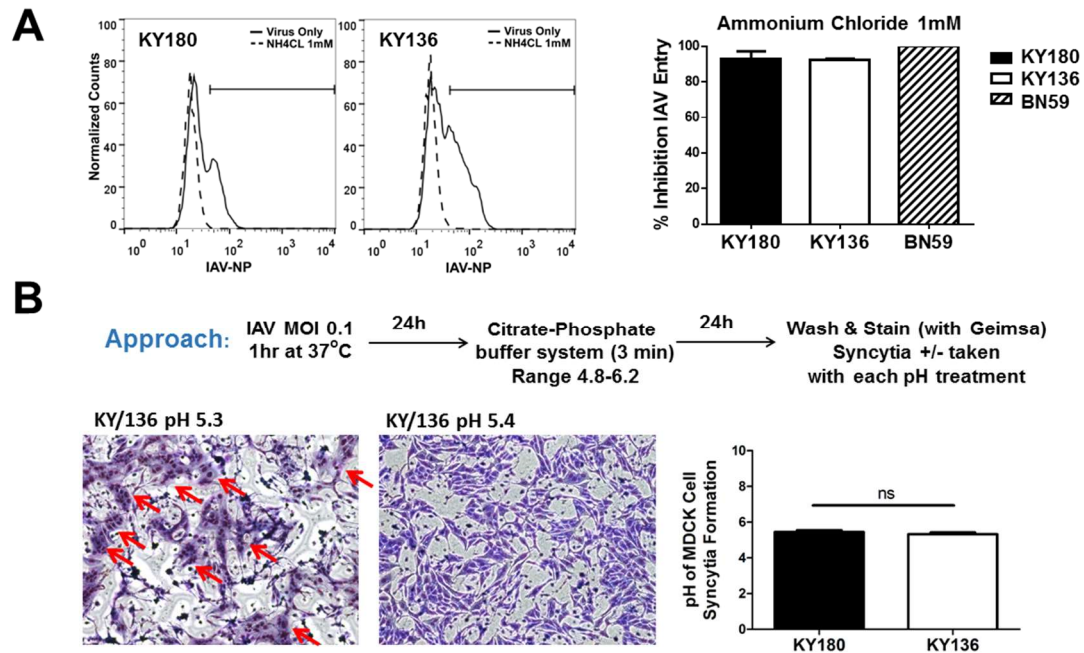 A
KY180
Virus Only
NH4CL 1mM
Normalized Counts
100
80
60
40
20
0
10^0 10^1 10^2 10^3 10^4
IAV-NP
KY136
Virus Only
NH4CL 1mM
100
80
60
40
20
0
10^0 10^1 10^2 10^3 10^4
IAV-NP
Ammonium Chloride 1mM
% Inhibition IAV Entry
100
80
60
40
20
0
KY180 KY136 BN59
KY180
KY136
BN59
B
Approach:
IAV MOI 0.1
1hr at 37°C
24h
Citrate-Phosphate
buffer system (3 min)
Range 4.8-6.2
24h
Wash & Stain (with Geimsa)
Syncytia +/- taken
with each pH treatment
KY/136 pH 5.3
KY/136 pH 5.4
pH of MDCK Cell
Syncytia Formation
10
8
6
4
2
0
ns
KY180 KY136